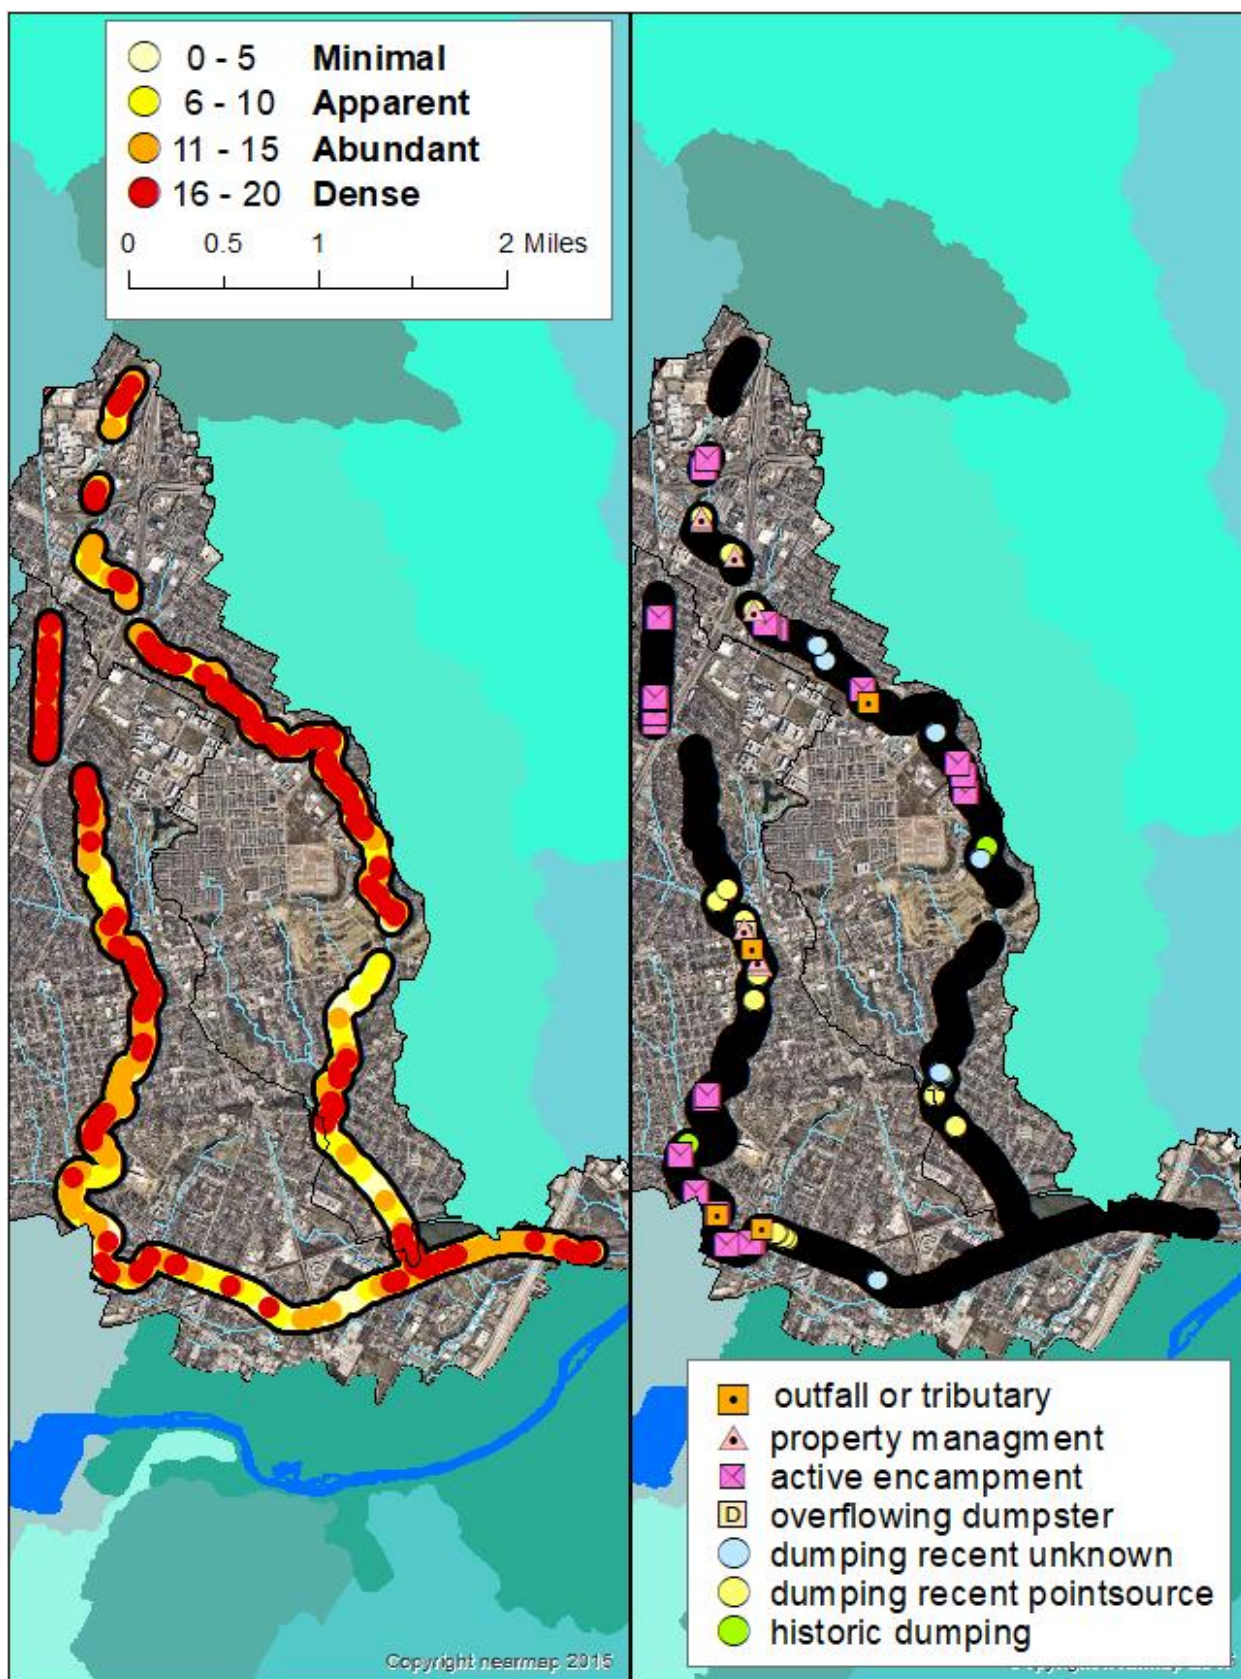 0 - 5 Minimal
6 - 10 Apparent
11 - 15 Abundant
16 - 20 Dense
0 0.5 1 2 Miles
outfall or tributary
property managment
active encampment
D overflowing dumpster
dumping recent unknown
dumping recent pointsource
historic dumping
Copyright nearmap 2015